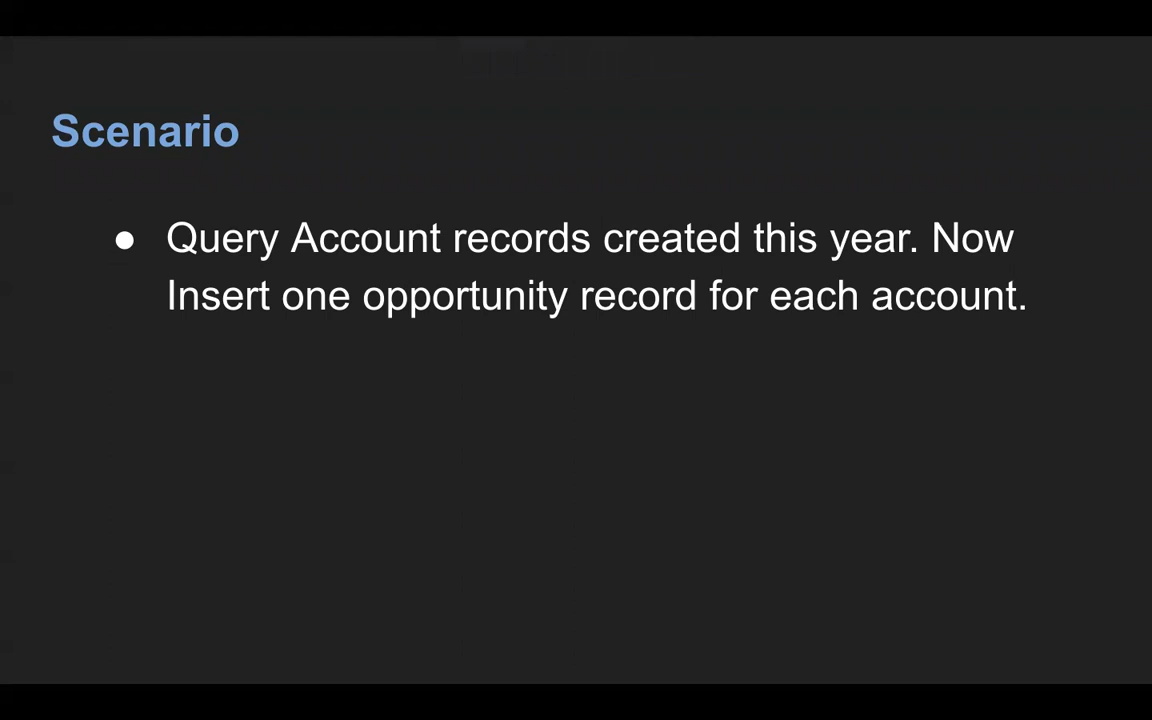 Scenario
● Query Account records created this year. Now
Insert one opportunity record for each account.